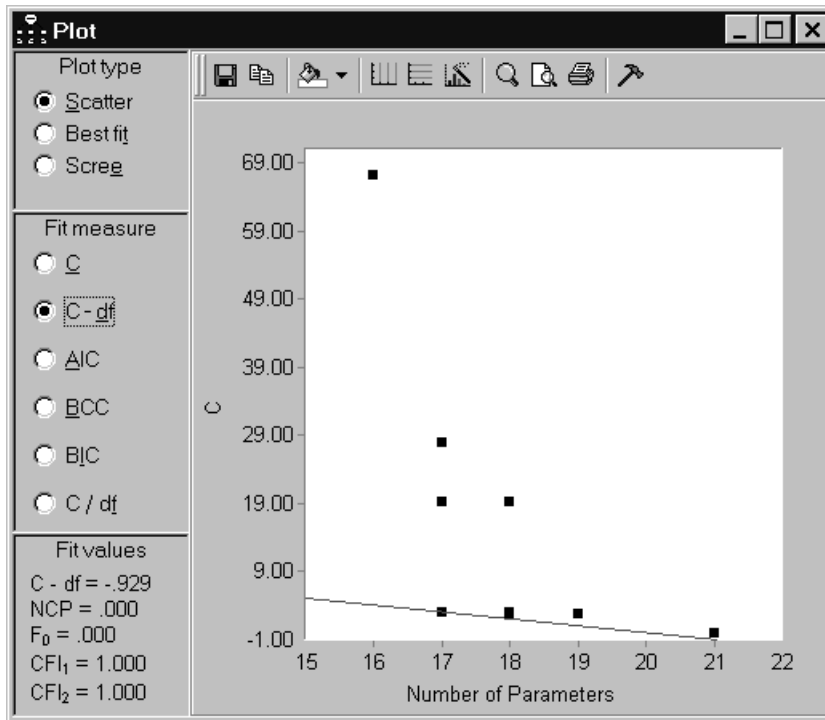 Plot
Plot type
Scatter
Best fit
Scree
Fit measure
C
C - df
AIC
BCC
BIC
C / df
Fit values
C - df = -.929
NCP = .000
F0 = .000
CFI1 = 1.000
CFI2 = 1.000
69.00
59.00
49.00
39.00
29.00
19.00
9.00
-1.00
C
15 16 17 18 19 20 21 22
Number of Parameters